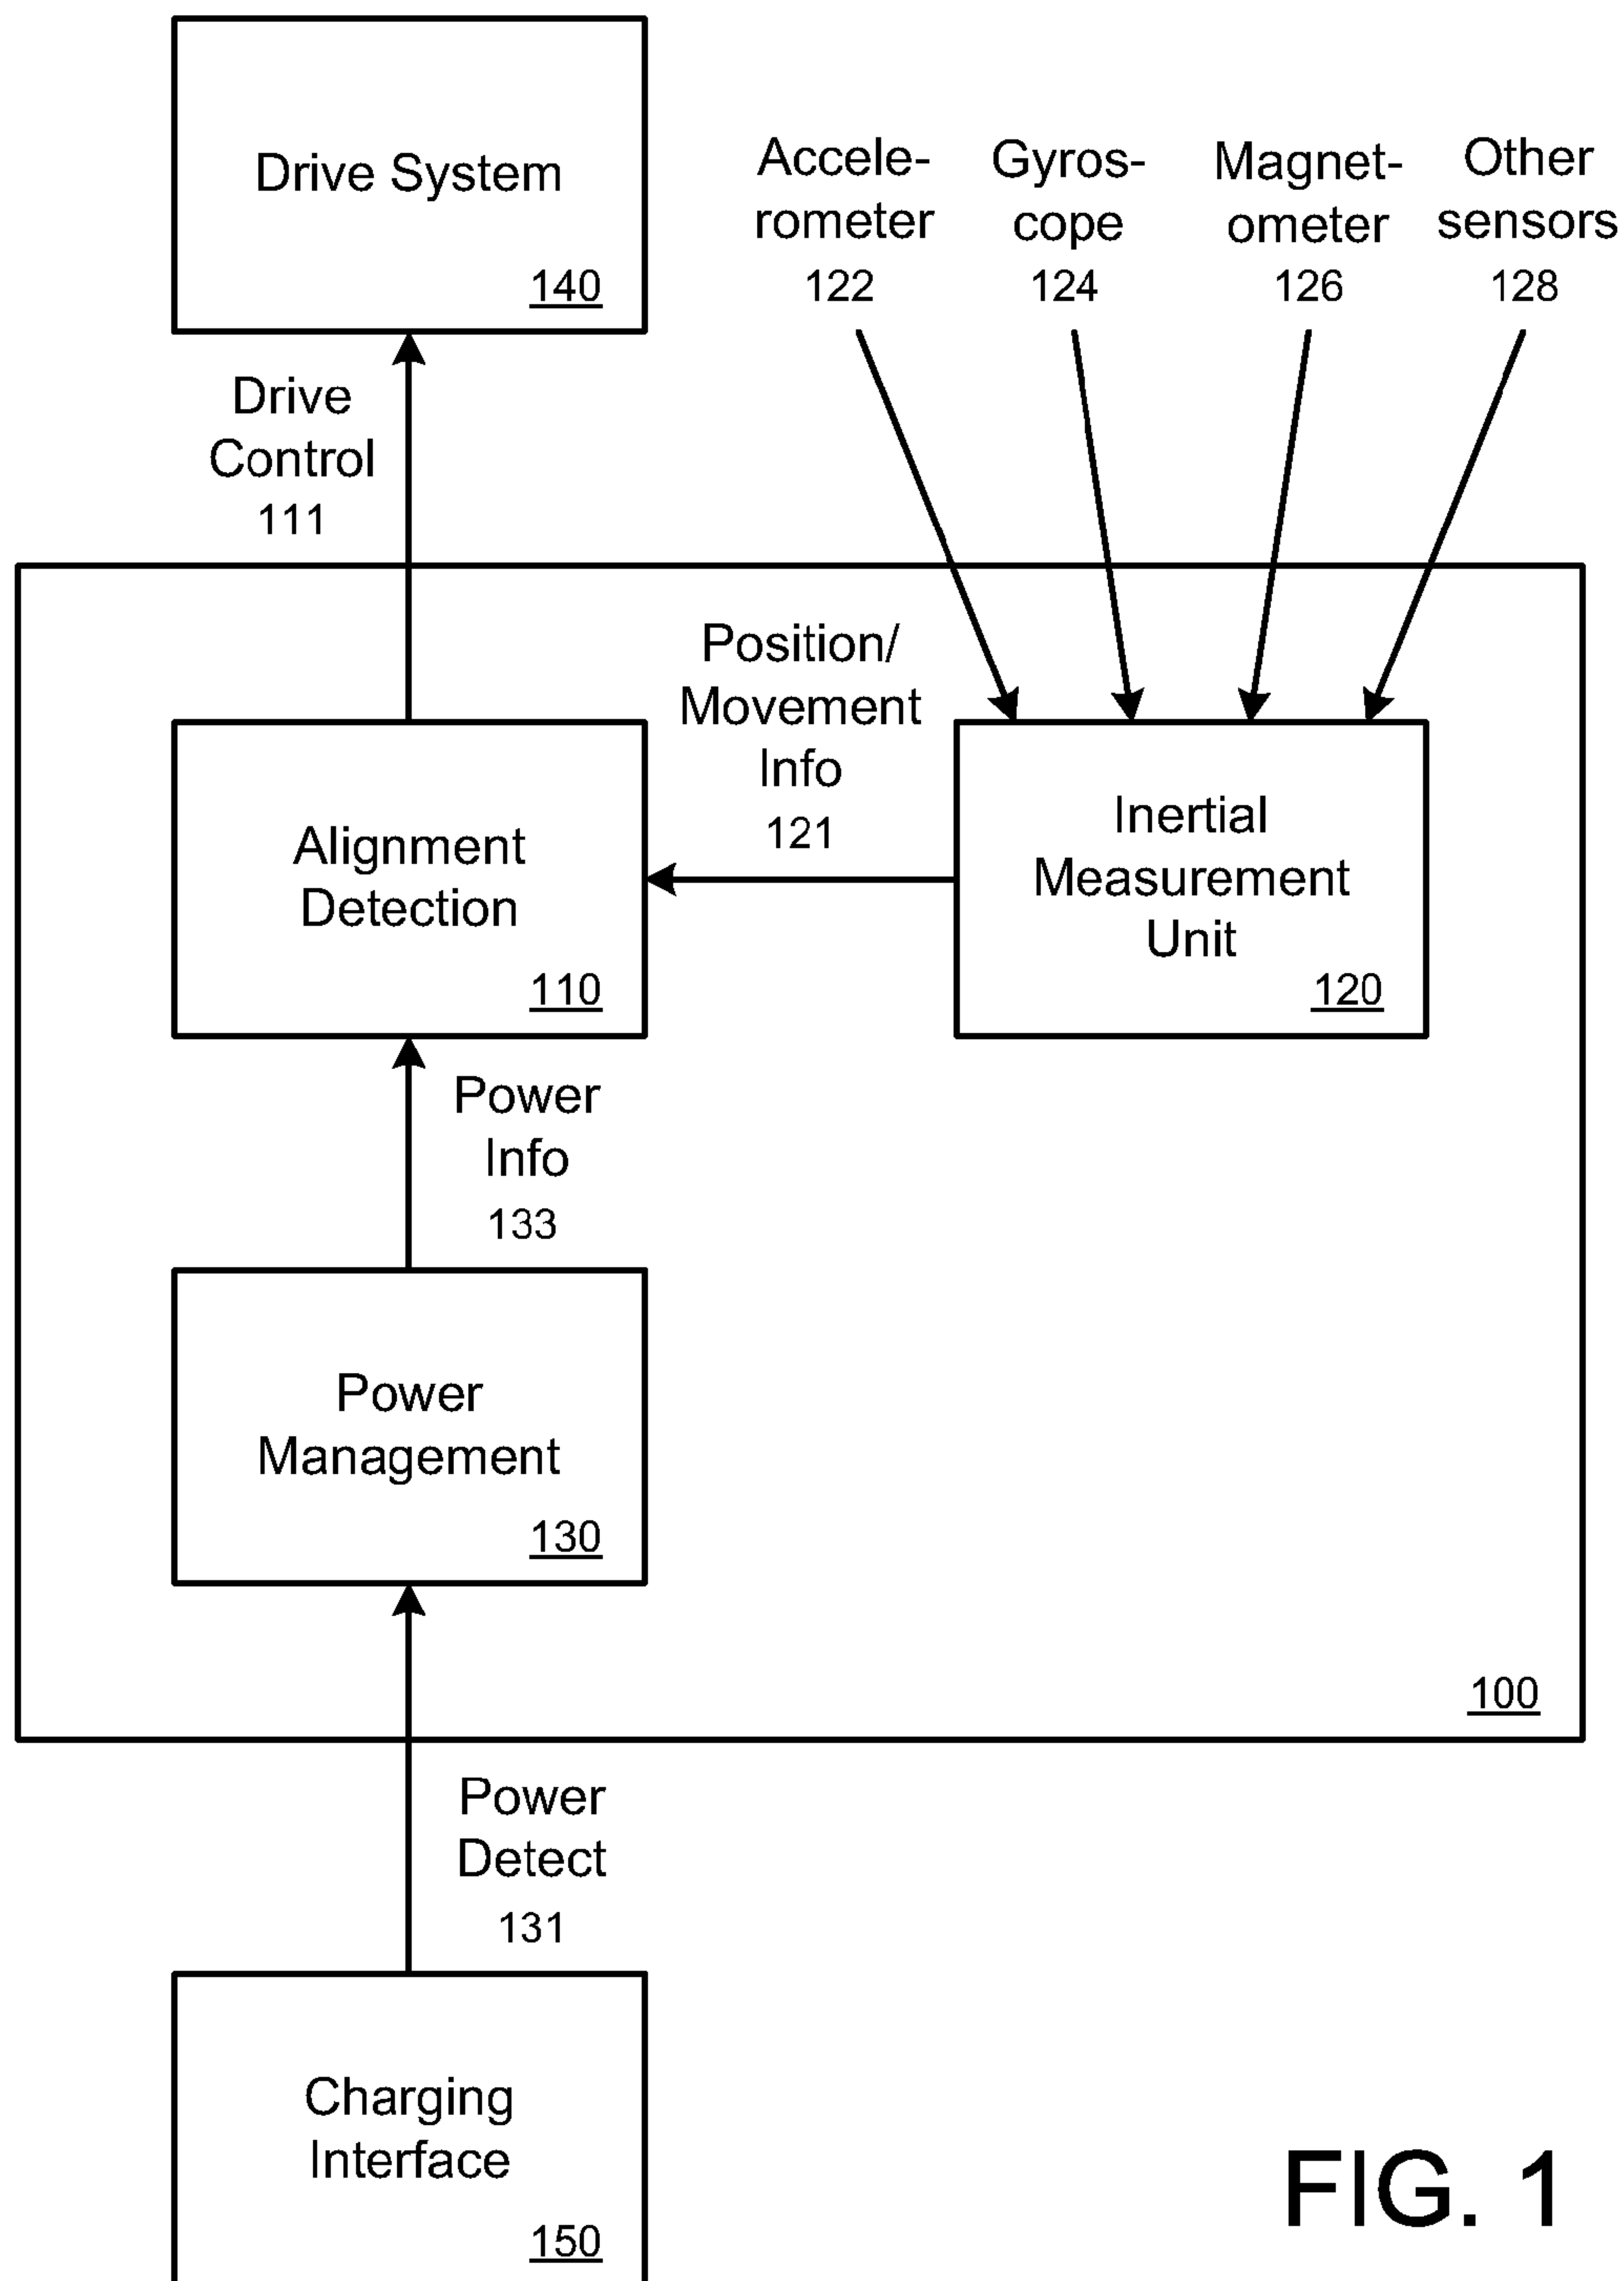 Drive System
140
Accele-
rometer
122
Gyros-
cope
124
Magnet-
ometer
126
Other
sensors
128
Drive
Control
111
Position/
Movement
Info
121
Alignment
Detection
110
Inertial
Measurement
Unit
120
Power
Info
133
Power
Management
130
100
Power
Detect
131
Charging
Interface
150
FIG. 1